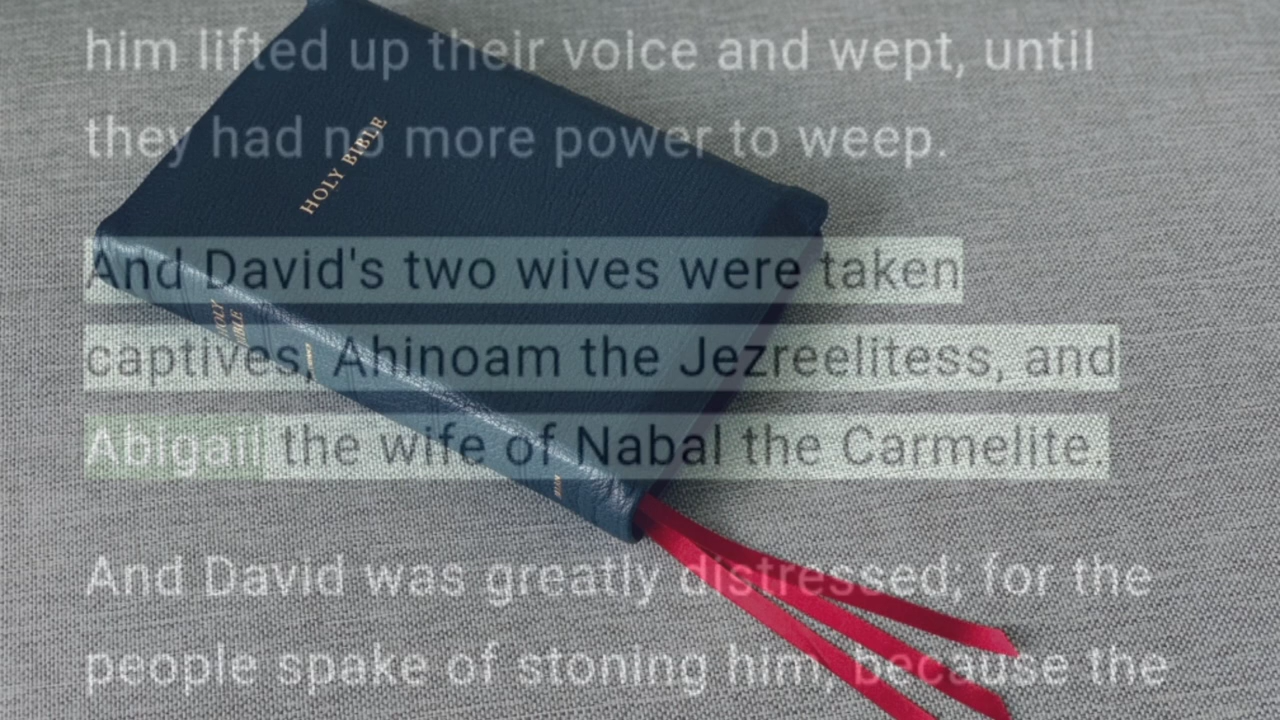 him lifted up their voice and wept, until
they had no more power to weep.
HOLY BIBLE
And David's two wives were taken
HOLY
BIBLE
captives, Ahinoam the Jezreelitess, and
Abigail the wife of Nabal the Carmelite.
And David was greatly distressed, for the
people spake of stoning him, because the